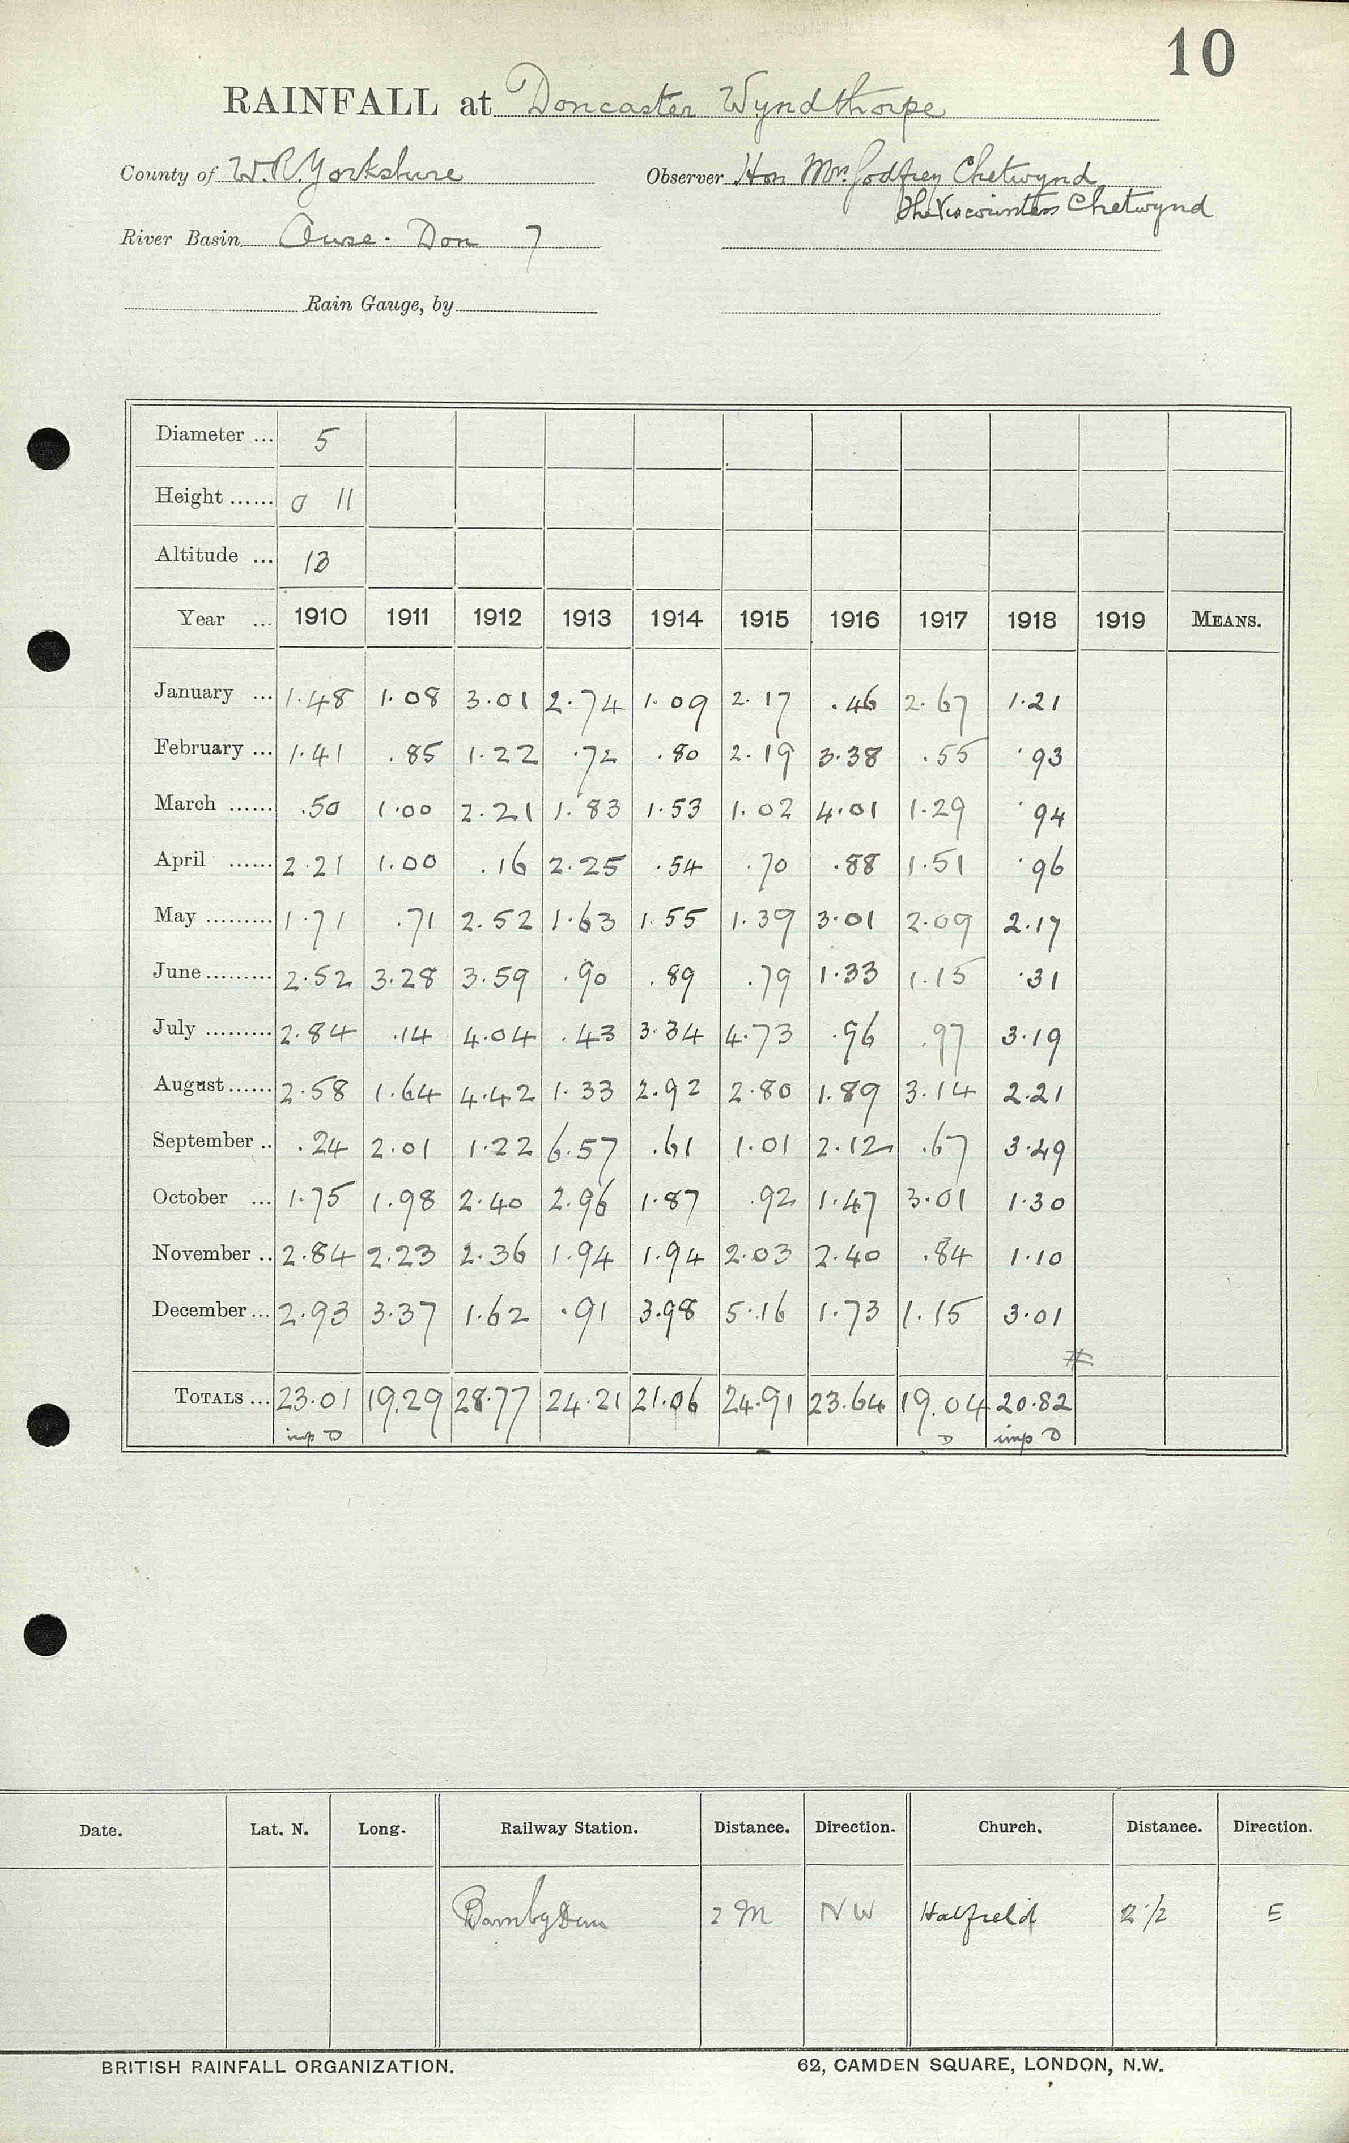 10
RAINFALL at Doncaster Wyndthorpe
County of W.R. Yorkshire Observer Hon Mrs. Godfrey Chetwynd
The Viscountess Chetwynd
River Basin Ouse. Don 7
Rain Gauge, by
Diameter ... 5
Height ...... 0 11
Altitude ... 13
Year ... 1910 1911 1912 1913 1914 1915 1916 1917 1918 1919 MEANS.
January ... 1.48 1.08 3.01 2.74 1.09 2.17 .46 2.67 1.21
February ... 1.41 .85 1.22 .72 .80 2.19 3.38 .55 .93
March ...... .50 1.00 2.21 1.83 1.53 1.02 4.01 1.29 .94
April ...... 2.21 1.00 .16 2.25 .54 .70 .88 1.51 .96
May ......... 1.71 .71 2.52 1.63 1.55 1.39 3.01 2.09 2.17
June ......... 2.52 3.28 3.59 .90 .89 .79 1.33 1.15 .31
July ......... 2.84 .14 4.04 .43 3.34 4.73 .96 .97 3.19
August ...... 2.58 1.64 4.42 1.33 2.92 2.80 1.89 3.14 2.21
September .. .24 2.01 1.22 6.57 .61 1.01 2.12 .67 3.49
October ... 1.75 1.98 2.40 2.96 1.87 .92 1.47 3.01 1.30
November .. 2.84 2.23 2.36 1.94 1.94 2.03 2.40 .84 1.10
December ... 2.93 3.37 1.62 .91 3.98 5.16 1.73 1.15 3.01
#
TOTALS ... 23.01 19.29 28.77 24.21 21.06 24.91 23.64 19.04 20.82
imp D D imp D
Date. Lat. N. Long. Railway Station. Distance. Direction. Church. Distance. Direction.
Barnby Dun 2 M NW Hatfield 2 1/2 E
BRITISH RAINFALL ORGANIZATION. 62, CAMDEN SQUARE, LONDON, N.W.